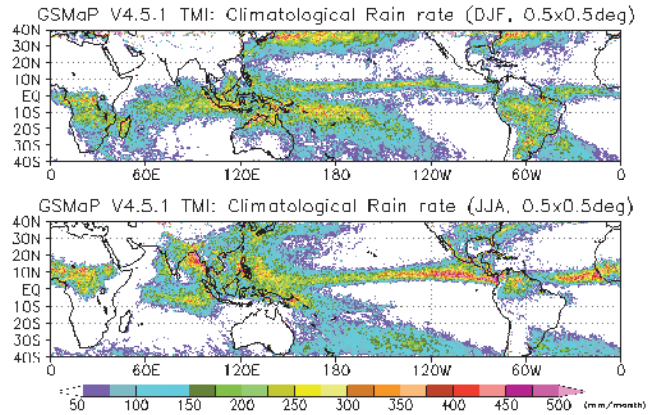 GSMaP V4.5.1 TMI: Climatological Rain rate (DJF, 0.5x0.5deg)
40N
30N
20N
10N
EQ
10S
20S
30S
40S
0 60E 120E 180 120W 60W 0
GSMaP V4.5.1 TMI: Climatological Rain rate (JJA, 0.5x0.5deg)
40N
30N
20N
10N
EQ
10S
20S
30S
40S
0 60E 120E 180 120W 60W 0
50 100 150 200 250 300 350 400 450 500 (mm/month)